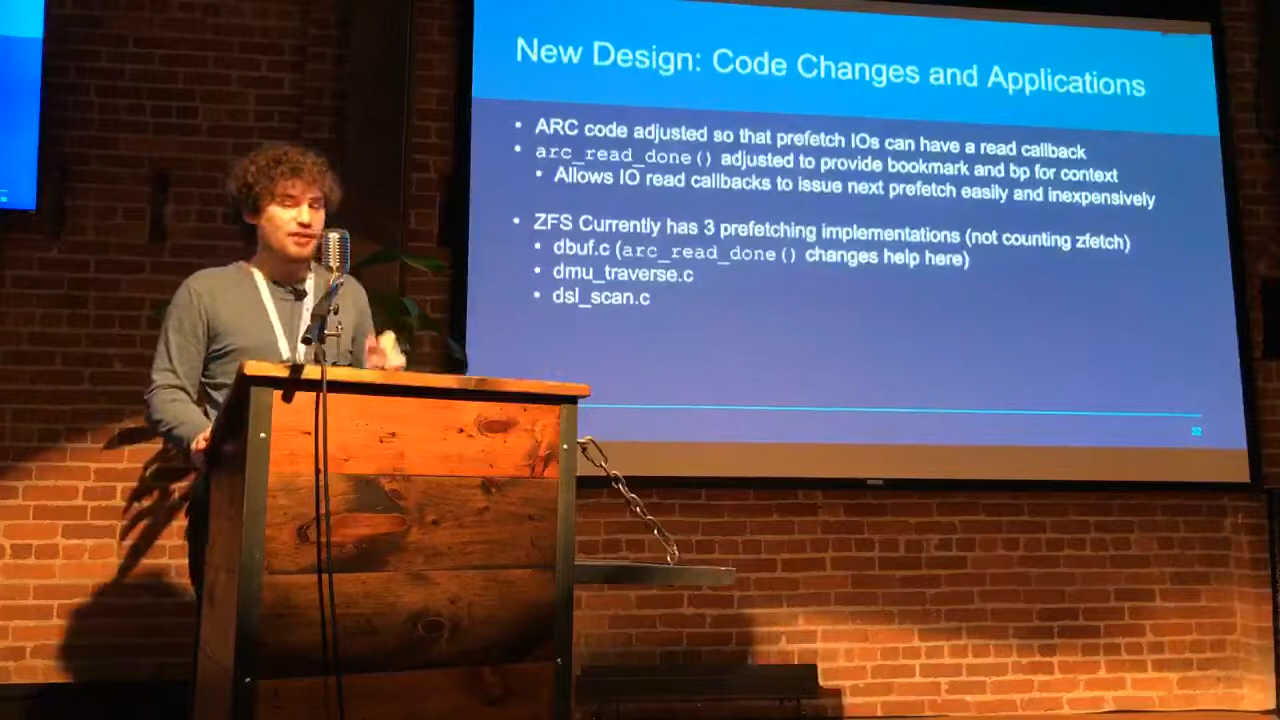 New Design: Code Changes and Applications
• ARC code adjusted so that prefetch IOs can have a read callback
• arc_read_done() adjusted to provide bookmark and bp for context
• Allows IO read callbacks to issue next prefetch easily and inexpensively
• ZFS Currently has 3 prefetching implementations (not counting zfetch)
• dbuf.c (arc_read_done() changes help here)
• dmu_traverse.c
• dsl_scan.c